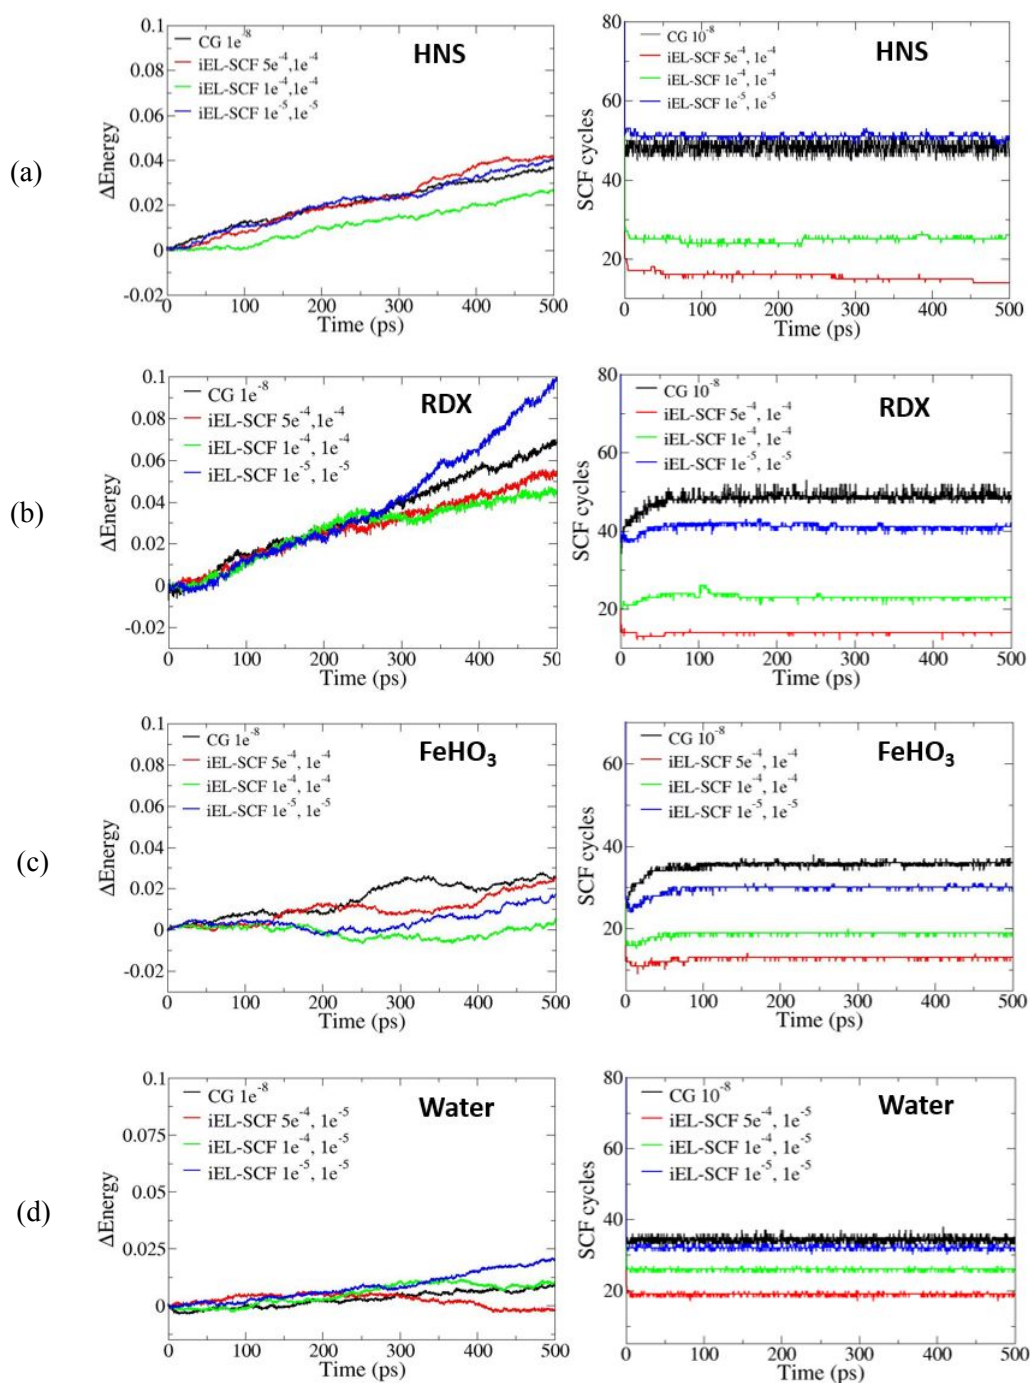 (a)
HNS
CG 1e⁻⁸
iEL-SCF 5e⁻⁴,1e⁻⁴
iEL-SCF 1e⁻⁴,1e⁻⁴
iEL-SCF 1e⁻⁵,1e⁻⁵
ΔEnergy
0.1
0.08
0.06
0.04
0.02
0
-0.02
0 100 200 300 400 500
Time (ps)
HNS
CG 10⁻⁸
iEL-SCF 5e⁻⁴, 1e⁻⁴
iEL-SCF 1e⁻⁴, 1e⁻⁴
iEL-SCF 1e⁻⁵, 1e⁻⁵
SCF cycles
80
60
40
20
0 100 200 300 400 500
Time (ps)
(b)
RDX
CG 1e⁻⁸
iEL-SCF 5e⁻⁴,1e⁻⁴
iEL-SCF 1e⁻⁴, 1e⁻⁴
iEL-SCF 1e⁻⁵, 1e⁻⁵
ΔEnergy
0.1
0.08
0.06
0.04
0.02
0
-0.02
0 100 200 300 400 500
Time (ps)
RDX
CG 10⁻⁸
iEL-SCF 5e⁻⁴, 1e⁻⁴
iEL-SCF 1e⁻⁴, 1e⁻⁴
iEL-SCF 1e⁻⁵, 1e⁻⁵
SCF cycles
80
60
40
20
0 100 200 300 400 500
Time (ps)
(c)
FeHO₃
CG 1e⁻⁸
iEL-SCF 5e⁻⁴, 1e⁻⁴
iEL-SCF 1e⁻⁴, 1e⁻⁴
iEL-SCF 1e⁻⁵, 1e⁻⁵
ΔEnergy
0.1
0.08
0.06
0.04
0.02
0
-0.02
0 100 200 300 400 500
Time (ps)
FeHO₃
CG 10⁻⁸
iEL-SCF 5e⁻⁴, 1e⁻⁴
iEL-SCF 1e⁻⁴, 1e⁻⁴
iEL-SCF 1e⁻⁵, 1e⁻⁵
SCF cycles
60
40
20
0 100 200 300 400 500
Time (ps)
(d)
Water
CG 1e⁻⁸
iEL-SCF 5e⁻⁴, 1e⁻⁵
iEL-SCF 1e⁻⁴, 1e⁻⁵
iEL-SCF 1e⁻⁵, 1e⁻⁵
ΔEnergy
0.1
0.075
0.05
0.025
0
0 100 200 300 400 500
Time (ps)
Water
CG 10⁻⁸
iEL-SCF 5e⁻⁴, 1e⁻⁵
iEL-SCF 1e⁻⁴, 1e⁻⁵
iEL-SCF 1e⁻⁵, 1e⁻⁵
SCF cycles
80
60
40
20
0 100 200 300 400 500
Time (ps)